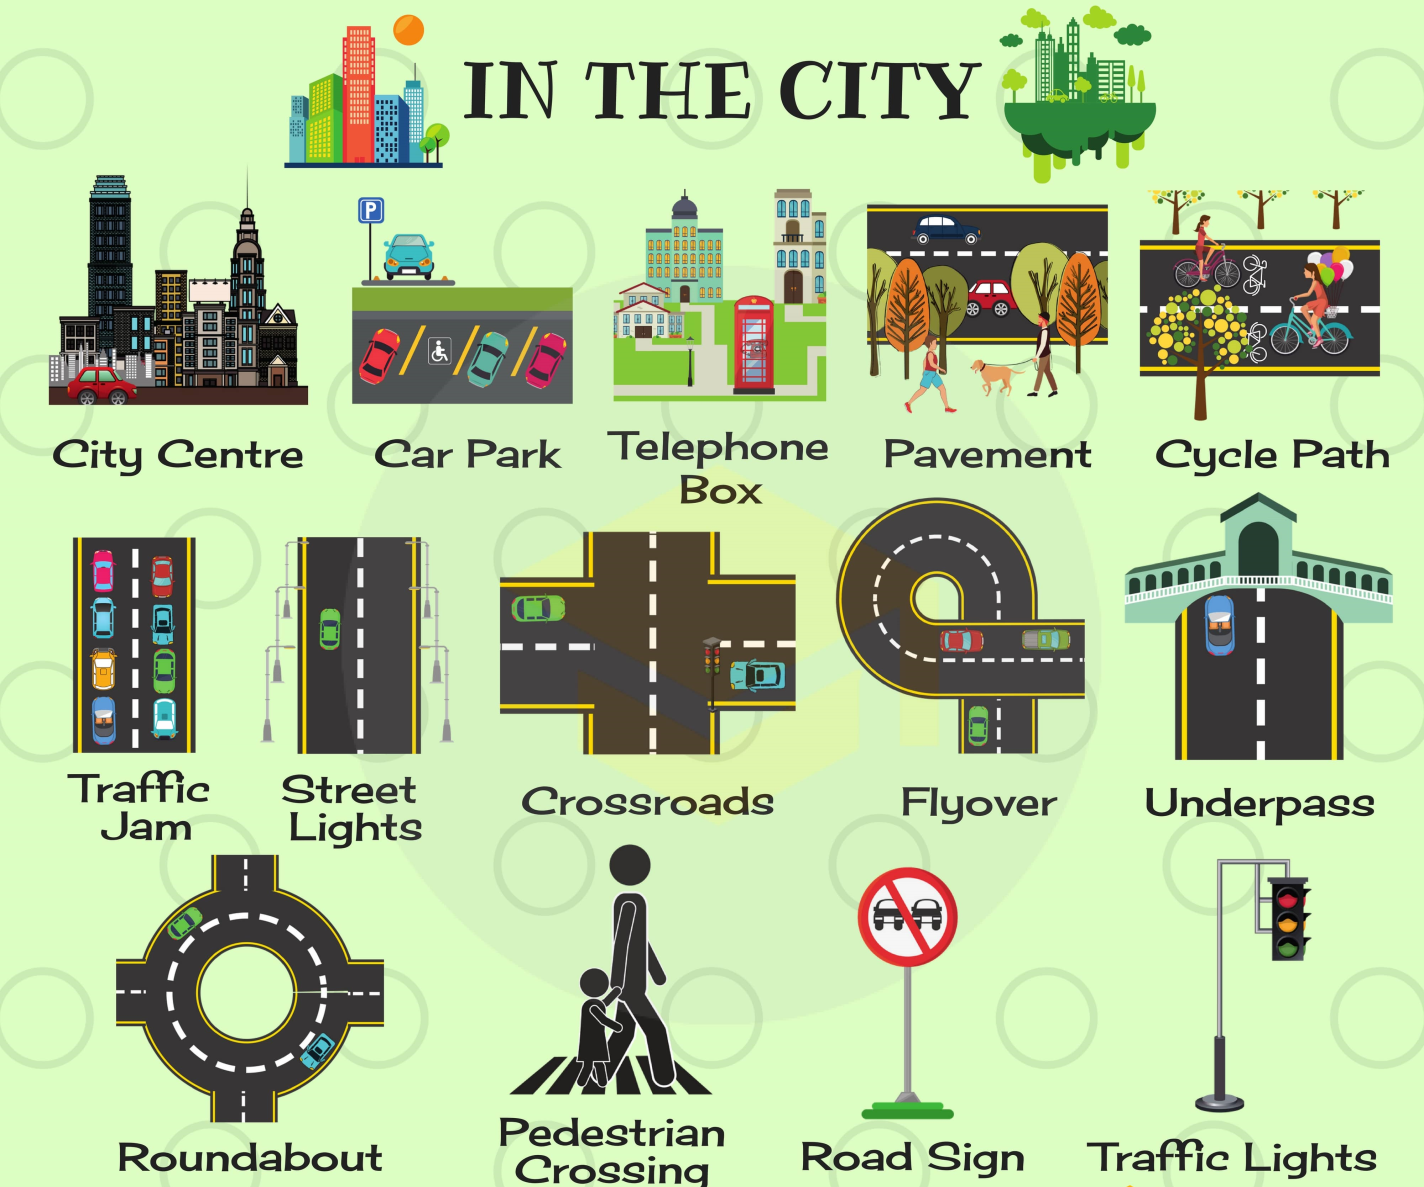 IN THE CITY
P
City Centre
Car Park
Telephone
Box
Pavement
Cycle Path
Traffic
Jam
Street
Lights
Crossroads
Flyover
Underpass
Roundabout
Pedestrian
Crossing
Road Sign
Traffic Lights